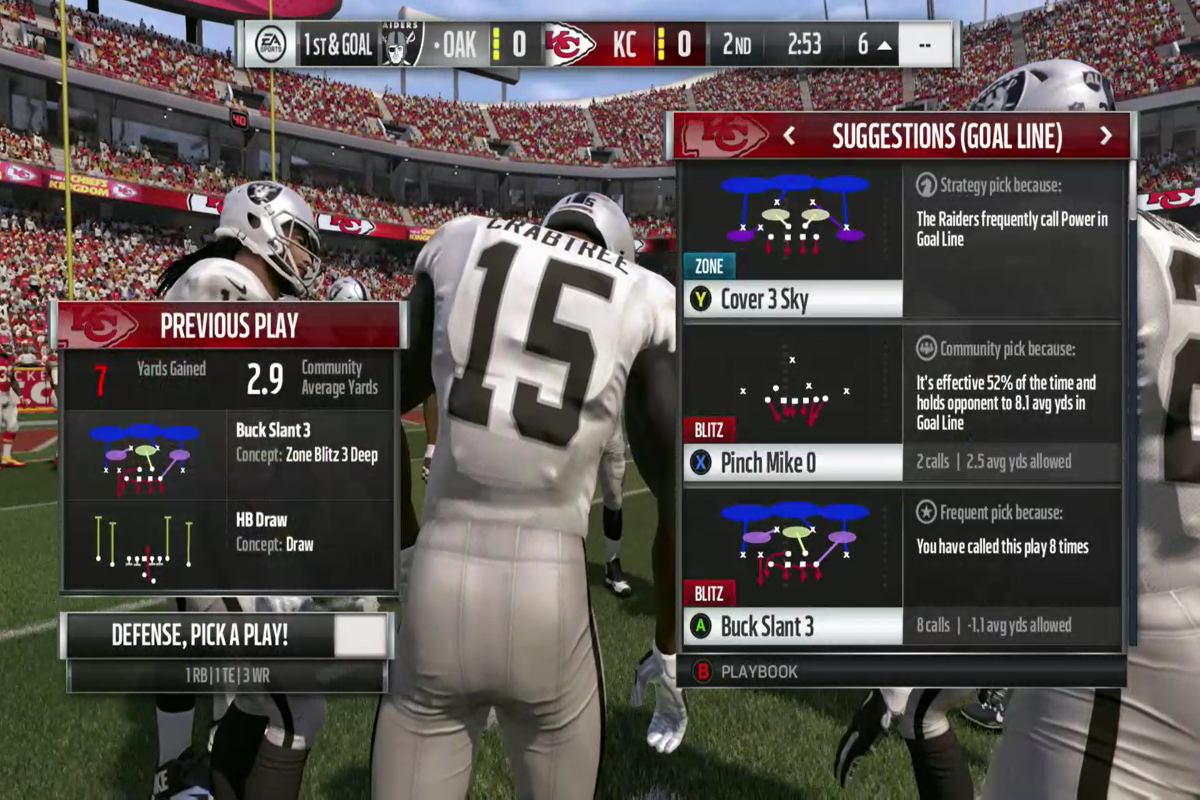 EA SPORTS
1ST & GOAL
RAIDERS
· OAK
0
KC
KC
0
2ND
2:53
6
--
40
CHIEFS
KINGDOM
CRABTREE
15
15
PREVIOUS PLAY
7
Yards Gained
2.9
Community
Average Yards
Buck Slant 3
Concept: Zone Blitz 3 Deep
HB Draw
Concept: Draw
DEFENSE, PICK A PLAY!
1 RB | 1 TE | 3 WR
SUGGESTIONS (GOAL LINE)
ZONE
Y Cover 3 Sky
Strategy pick because:
The Raiders frequently call Power in
Goal Line
BLITZ
X Pinch Mike 0
Community pick because:
It's effective 52% of the time and
holds opponent to 8.1 avg yds in
Goal Line
2 calls | 2.5 avg yds allowed
BLITZ
A Buck Slant 3
Frequent pick because:
You have called this play 8 times
8 calls | -1.1 avg yds allowed
B PLAYBOOK